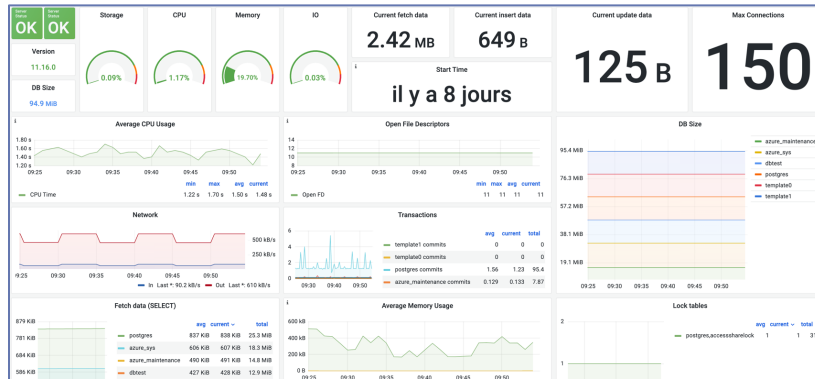 Server Status
OK
Server Status
OK
Storage
CPU
Memory
IO
Current fetch data
Current insert data
Current update data
Max Connections
2.42 MB
649 B
125 B
150
Version
11.16.0
DB Size
94.9 MiB
0.09%
1.17%
19.70%
0.03%
i
Start Time
il y a 8 jours
i
Average CPU Usage
1.80 s
1.60 s
1.40 s
1.20 s
09:25 09:30 09:35 09:40 09:45 09:50
min max avg current
CPU Time 1.22 s 1.70 s 1.50 s 1.48 s
i
Open File Descriptors
14
12
10
8
09:25 09:30 09:35 09:40 09:45 09:50
min max avg current
Open FD 11 11 11 11
DB Size
95.4 MiB
76.3 MiB
57.2 MiB
38.1 MiB
19.1 MiB
09:25 09:30 09:35 09:40 09:45 09:50
azure_maintenance
azure_sys
dbtest
postgres
template0
template1
Network
500 kB/s
250 kB/s
09:30 09:35 09:40 09:45 09:50
In Last *: 90.2 kB/s Out Last *: 610 kB/s
Transactions
6
4
2
0
09:30 09:40 09:50
avg current total
template1 commits 0 0 0
template0 commits 0 0 0
postgres commits 1.56 1.23 95.4
azure_maintenance commits 0.129 0.133 7.87
Fetch data (SELECT)
879 KiB
781 KiB
684 KiB
586 KiB
avg current total
postgres 837 KiB 838 KiB 25.3 MiB
azure_sys 606 KiB 607 KiB 18.3 MiB
azure_maintenance 490 KiB 491 KiB 14.8 MiB
dbtest 427 KiB 428 KiB 12.9 MiB
i
Average Memory Usage
600 kB
400 kB
200 kB
0 B
09:25 09:30 09:35 09:40 09:45 09:50
Lock tables
2
1
avg current total
postgres,accesssharelock 1 1 31